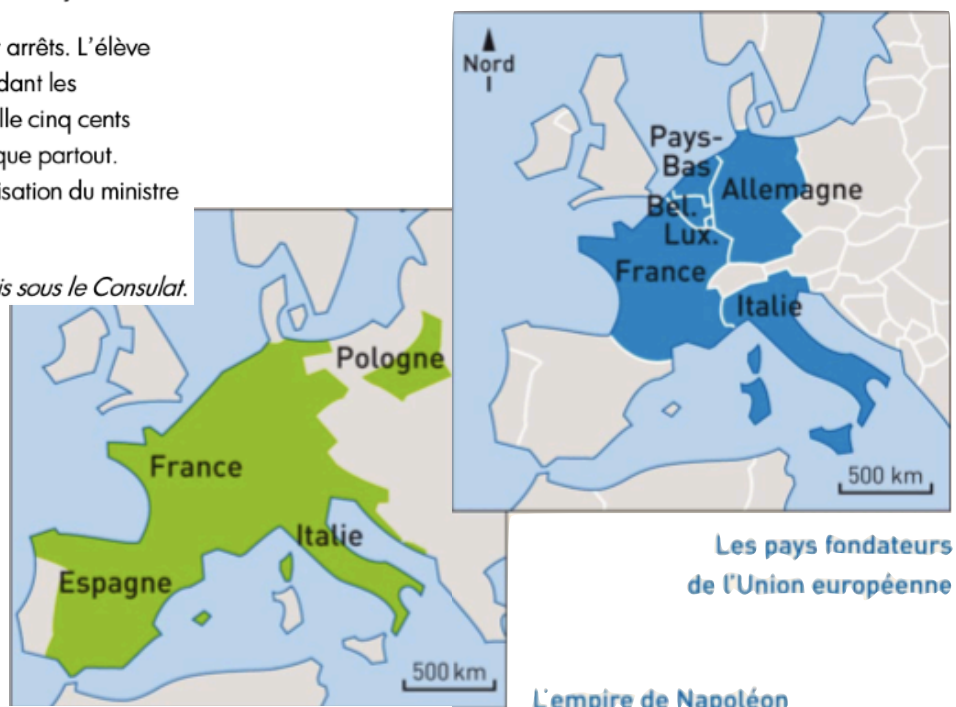 arrêts. L'élève
dant les
lle cinq cents
que partout.
isation du ministre
is sous le Consulat.
Nord
Pays-
Bas
Allemagne
Bel.
Lux.
France
Italie
500 km
Les pays fondateurs
de l'Union européenne
Pologne
France
Italie
Espagne
500 km
L'empire de Napoléon